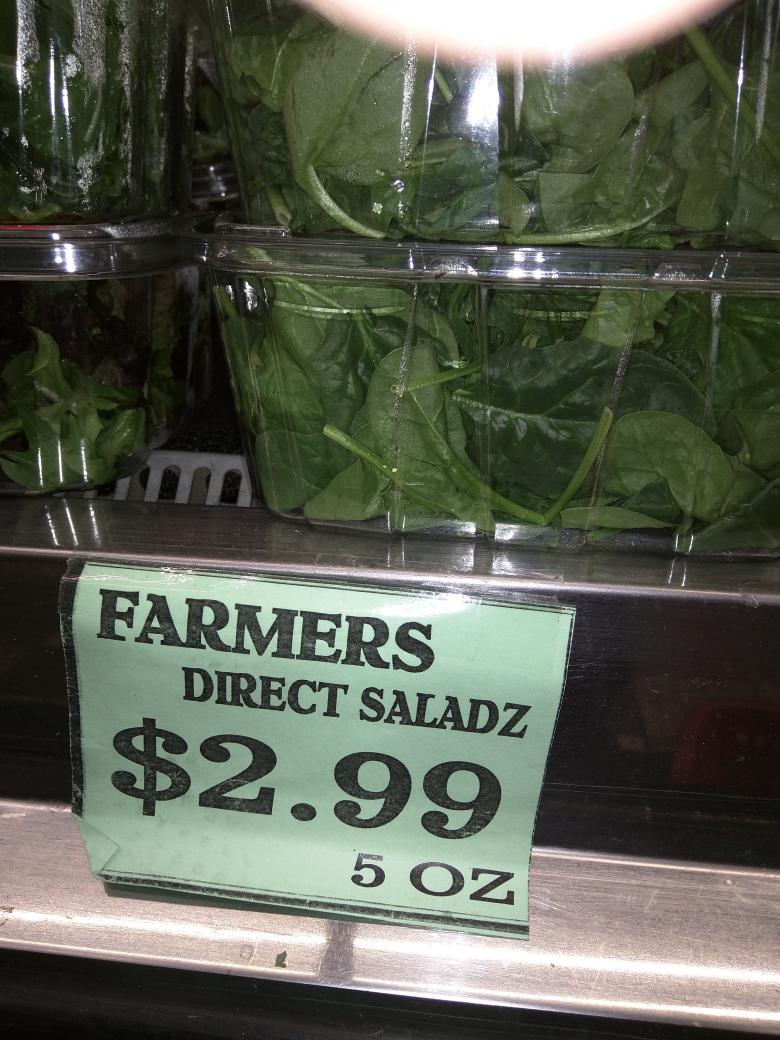 FARMERS
DIRECT SALADZ
$2.99
5 OZ